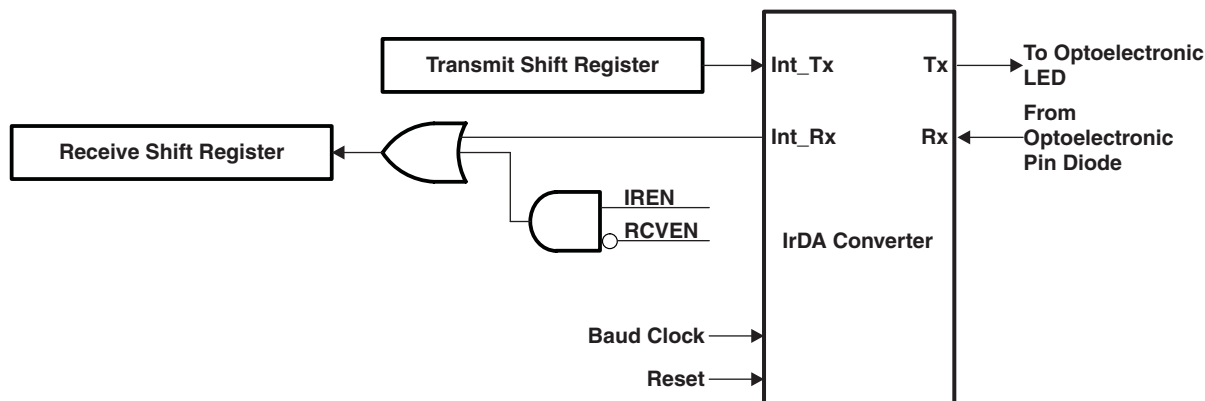 Transmit Shift Register
Int_Tx
Tx
To Optoelectronic
LED
Receive Shift Register
Int_Rx
Rx
From
Optoelectronic
Pin Diode
IREN
RCVEN
IrDA Converter
Baud Clock
Reset